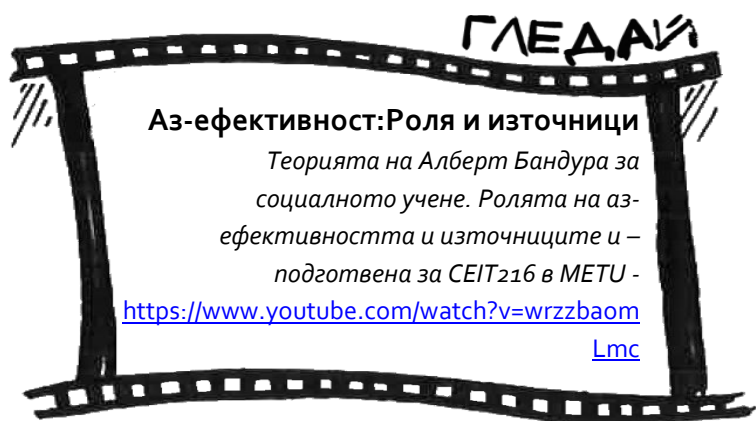 ГЛЕДАЙ
Аз-ефективност:Роля и източници
Теорията на Алберт Бандура за
социалното учене. Ролята на аз-
ефективността и източниците и –
подготвена за CEIT216 в METU -
https://www.youtube.com/watch?v=wrzzbaom
Lmc